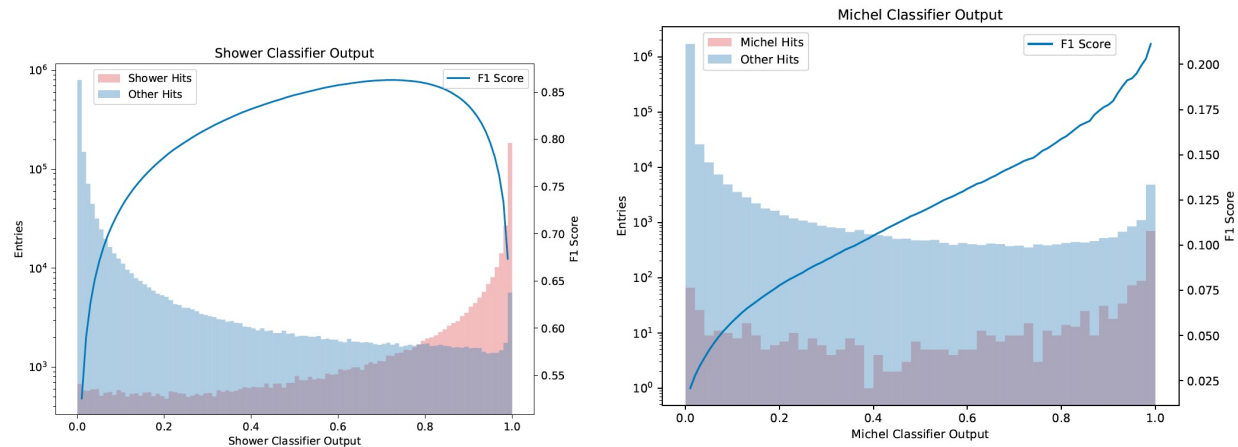 Shower Classifier Output
Shower Hits
Other Hits
F1 Score
10⁶
10⁵
10⁴
10³
Entries
0.85
0.80
0.75
0.70
0.65
0.60
0.55
F1 Score
0.0 0.2 0.4 0.6 0.8 1.0
Shower Classifier Output
Michel Classifier Output
Michel Hits
Other Hits
F1 Score
10⁶
10⁵
10⁴
10³
10²
10¹
10⁰
Entries
0.200
0.175
0.150
0.125
0.100
0.075
0.050
0.025
F1 Score
0.0 0.2 0.4 0.6 0.8 1.0
Michel Classifier Output